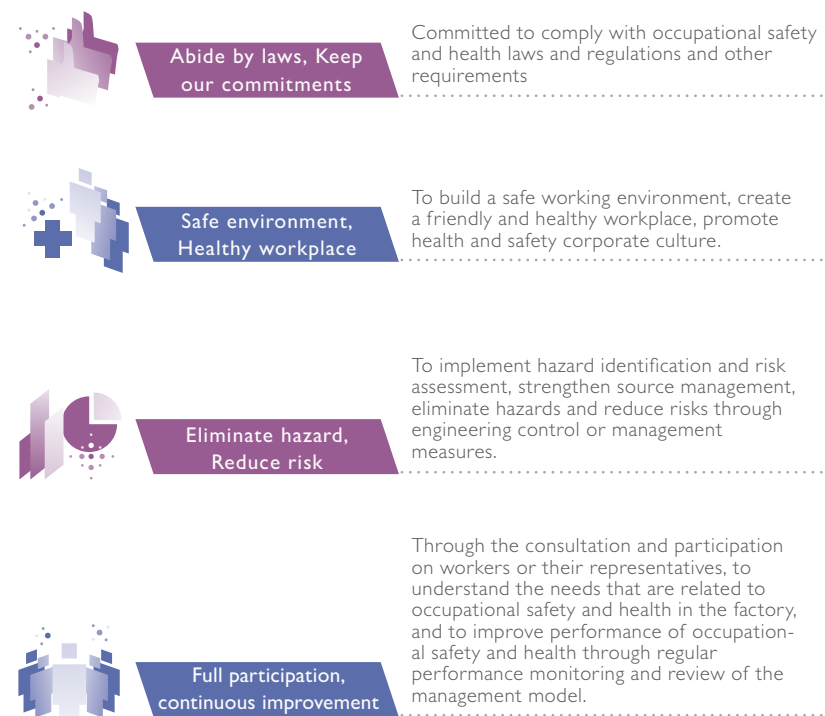 Abide by laws, Keep
our commitments
Committed to comply with occupational safety
and health laws and regulations and other
requirements
Safe environment,
Healthy workplace
To build a safe working environment, create
a friendly and healthy workplace, promote
health and safety corporate culture.
Eliminate hazard,
Reduce risk
To implement hazard identification and risk
assessment, strengthen source management,
eliminate hazards and reduce risks through
engineering control or management
measures.
Full participation,
continuous improvement
Through the consultation and participation
on workers or their representatives, to
understand the needs that are related to
occupational safety and health in the factory,
and to improve performance of occupation-
al safety and health through regular
performance monitoring and review of the
management model.